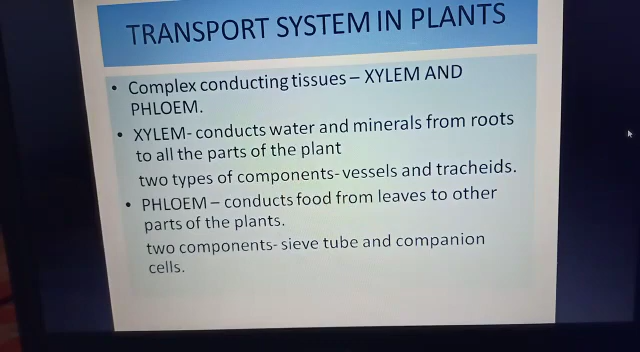 TRANSPORT SYSTEM IN PLANTS
• Complex conducting tissues – XYLEM AND
PHLOEM.
• XYLEM- conducts water and minerals from roots
to all the parts of the plant
two types of components- vessels and tracheids.
• PHLOEM – conducts food from leaves to other
parts of the plants.
two components- sieve tube and companion
cells.